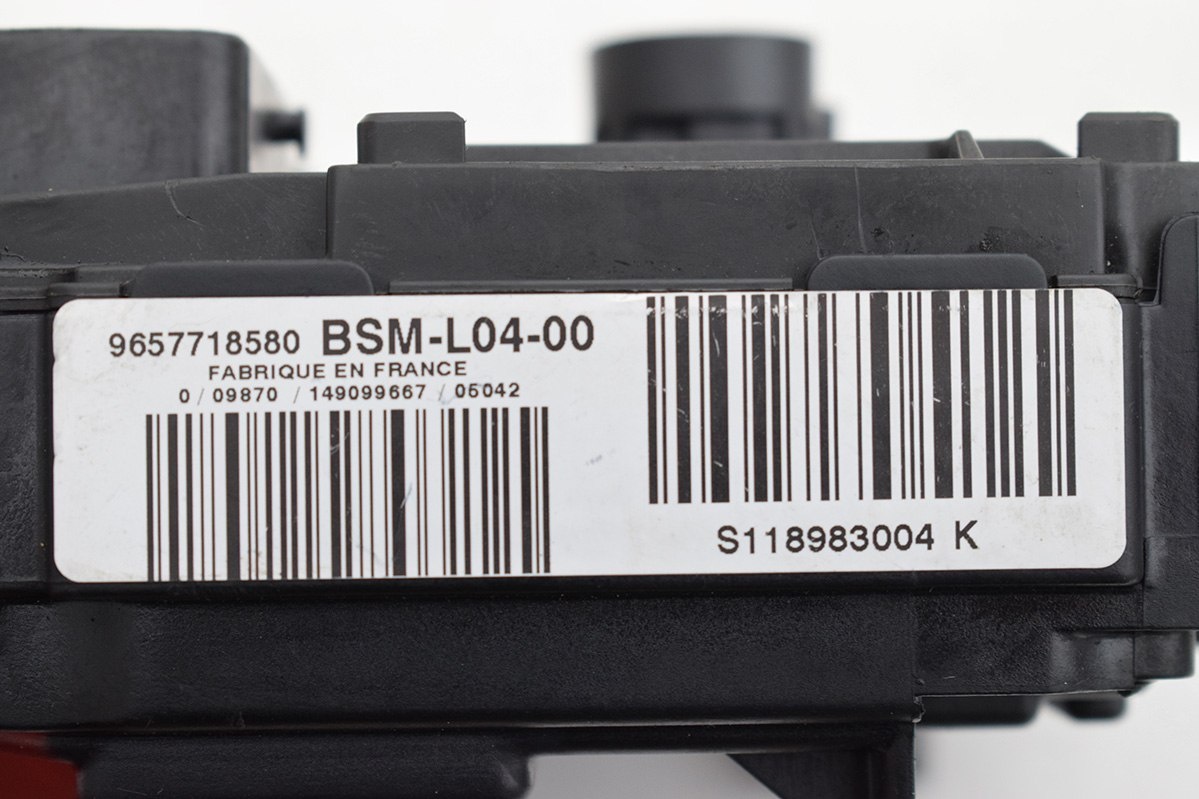 9657718580 BSM-L04-00
FABRIQUE EN FRANCE
0 / 09870 / 149099667 / 05042
S118983004 K